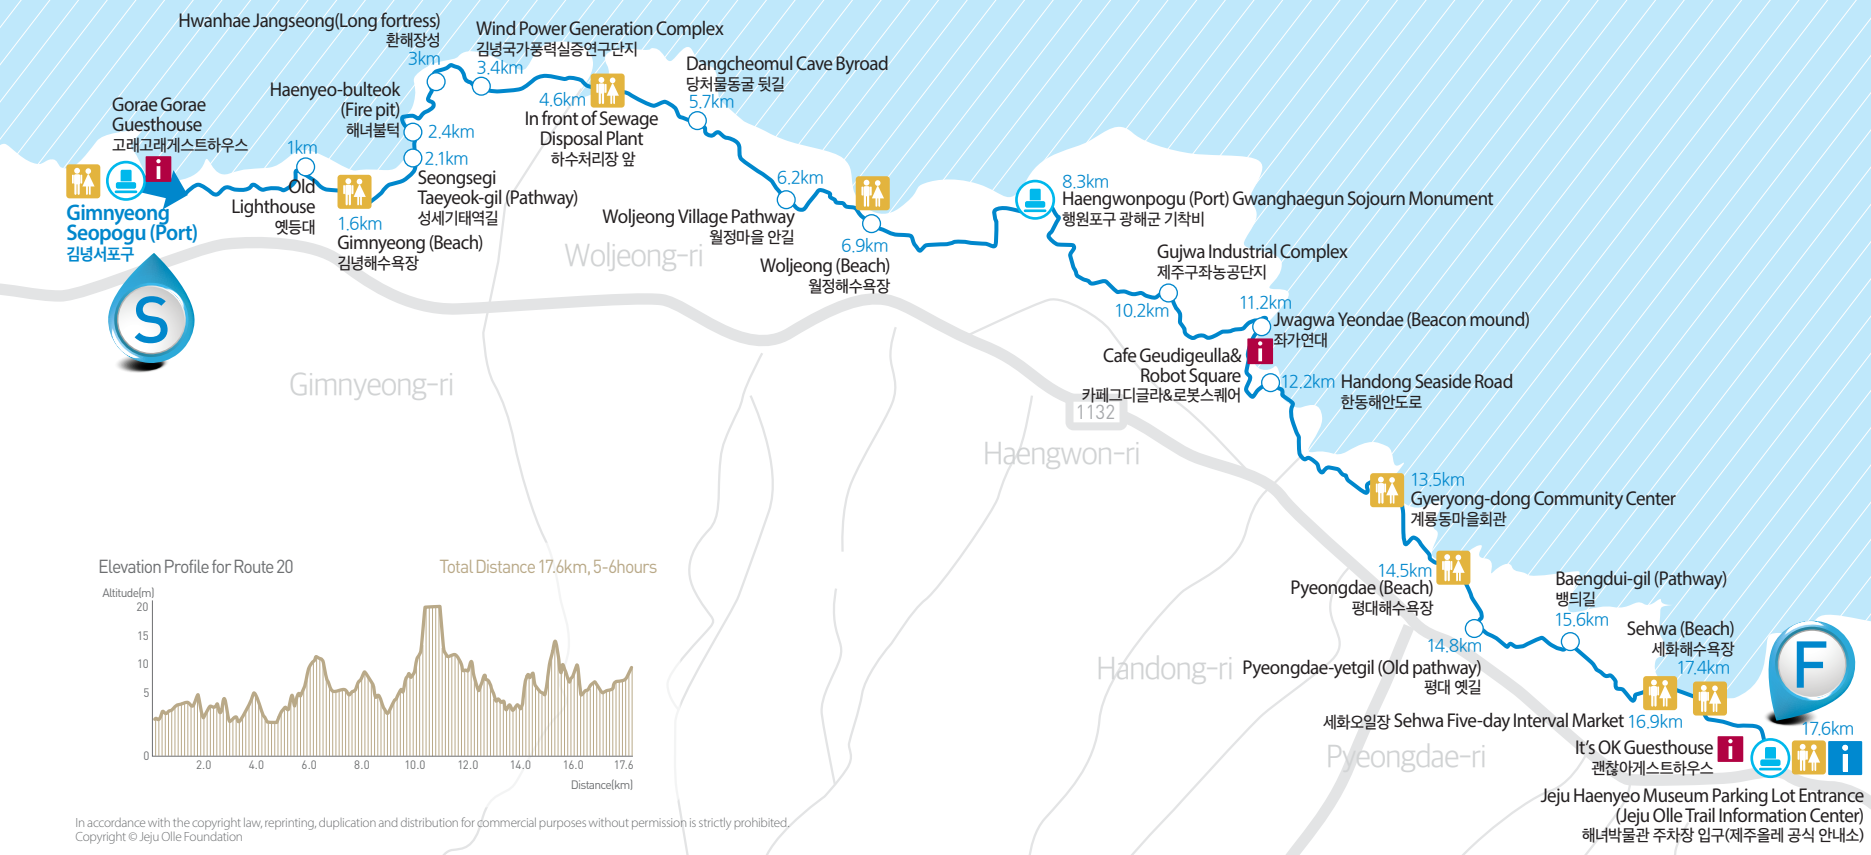 Hwanhae Jangseong(Long fortress)
환해장성
3km
Wind Power Generation Complex
김녕국가풍력실증연구단지
3.4km
Dangcheomul Cave Byroad
당처물동굴 뒷길
5.7km
Haenyeo-bulteok
(Fire pit)
해녀불턱
2.4km
4.6km
In front of Sewage
Disposal Plant
하수처리장 앞
Gorae Gorae
Guesthouse
고래고래게스트하우스
i
1km
Old
Lighthouse
옛등대
2.1km
Seongsegi
Taeyeok-gil (Pathway)
성세기태역길
Gimnyeong
Seopogu (Port)
김녕서포구
S
1.6km
Gimnyeong (Beach)
김녕해수욕장
6.2km
Woljeong Village Pathway
월정마을 안길
6.9km
Woljeong (Beach)
월정해수욕장
8.3km
Haengwonpogu (Port) Gwanghaegun Sojourn Monument
행원포구 광해군 기착비
Woljeong-ri
Gujwa Industrial Complex
제주구좌농공단지
10.2km
11.2km
Jwagwa Yeondae (Beacon mound)
좌가연대
Cafe Geudigeulla&
Robot Square
카페그디글라&로봇스퀘어
i
12.2km Handong Seaside Road
한동해안도로
Gimnyeong-ri
1132
Haengwon-ri
13.5km
Gyeryong-dong Community Center
계룡동마을회관
14.5km
Pyeongdae (Beach)
평대해수욕장
Baengdui-gil (Pathway)
뱅듸길
15.6km
14.8km
Pyeongdae-yetgil (Old pathway)
평대 옛길
Sehwa (Beach)
세화해수욕장
17.4km
F
Handong-ri
세화오일장 Sehwa Five-day Interval Market 16.9km
17.6km
Pyeongdae-ri
It's OK Guesthouse
괜찮아게스트하우스
i
i
Jeju Haenyeo Museum Parking Lot Entrance
(Jeju Olle Trail Information Center)
해녀박물관 주차장 입구(제주올레 공식 안내소)
Elevation Profile for Route 20
Total Distance 17.6km, 5-6hours
Altitude(m)
20
15
10
5
0
2.0 4.0 6.0 8.0 10.0 12.0 14.0 16.0 17.6
Distance(km)
In accordance with the copyright law, reprinting, duplication and distribution for commercial purposes without permission is strictly prohibited.
Copyright © Jeju Olle Foundation